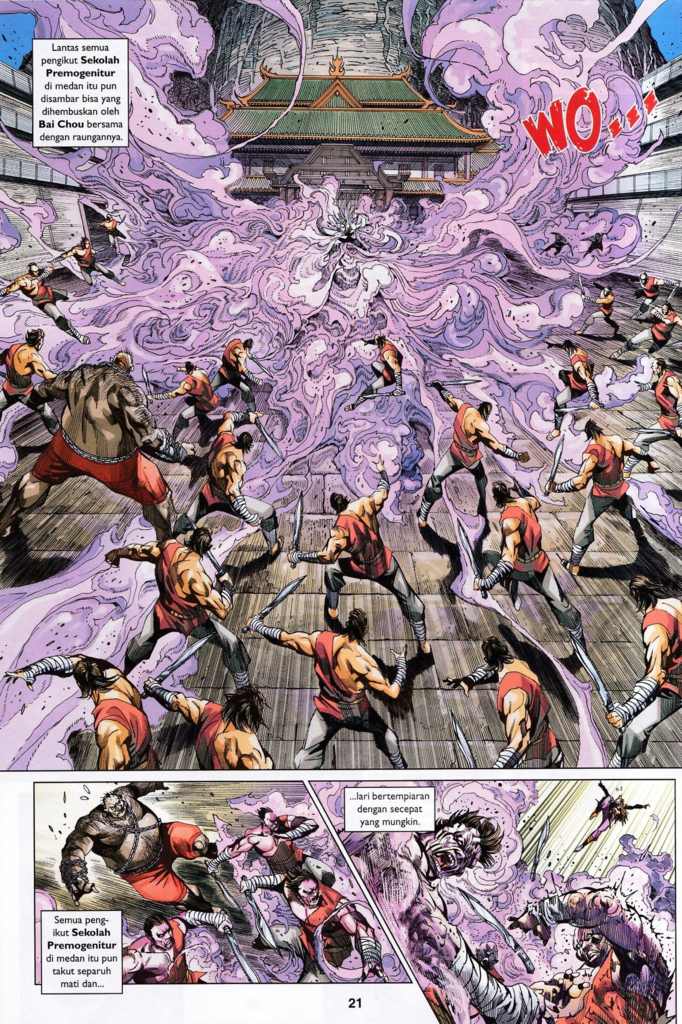 Lantas semua
pengikut Sekolah
Premogenitur
di medan itu pun
disambar bisa yang
dihembuskan oleh
Bai Chou bersama
dengan raungannya.
WO...
Semua peng-
ikut Sekolah
Premogenitur
di medan itu pun
takut separuh
mati dan...
...lari bertempiaran
dengan secepat
yang mungkin.
21